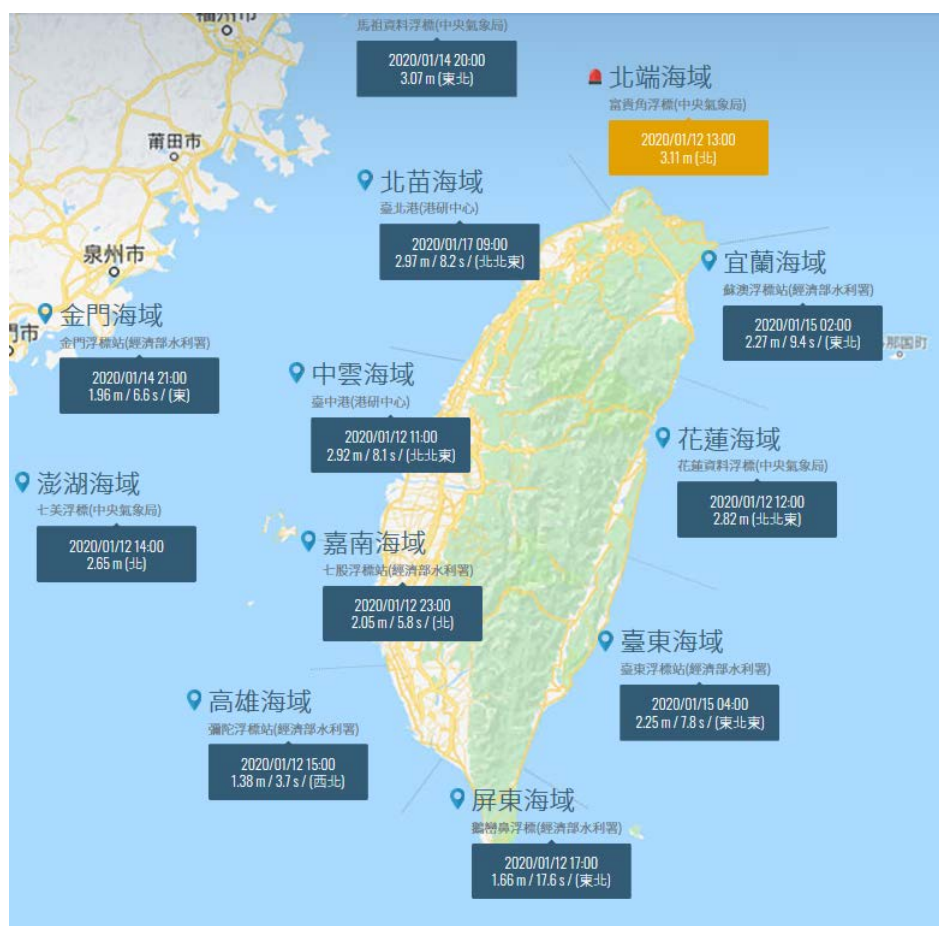 福州市
馬祖資料浮標(中央氣象局)
2020/01/14 20:00
3.07 m (東北)
北端海域
富貴角浮標(中央氣象局)
2020/01/12 13:00
3.11 m (北)
莆田市
北苗海域
臺北港(港研中心)
2020/01/17 09:00
2.97 m / 8.2 s / (北北東)
泉州市
宜蘭海域
蘇澳浮標站(經濟部水利署)
2020/01/15 02:00
2.27 m / 9.4 s / (東北)
那国町
金門海域
門市
金門浮標站(經濟部水利署)
2020/01/14 21:00
1.96 m / 6.6 s / (東)
中雲海域
臺中港(港研中心)
2020/01/12 11:00
2.92 m / 8.1 s / (北北東)
花蓮海域
花蓮資料浮標(中央氣象局)
2020/01/12 12:00
2.82 m (北北東)
澎湖海域
七美浮標(中央氣象局)
2020/01/12 14:00
2.65 m (北)
嘉南海域
七股浮標站(經濟部水利署)
2020/01/12 23:00
2.05 m / 5.8 s / (北)
臺東海域
臺東浮標站(經濟部水利署)
2020/01/15 04:00
2.25 m / 7.8 s / (東北東)
高雄海域
彌陀浮標站(經濟部水利署)
2020/01/12 15:00
1.38 m / 3.7 s / (西北)
屏東海域
鵝鑾鼻浮標(經濟部水利署)
2020/01/12 17:00
1.66 m / 17.6 s / (東北)